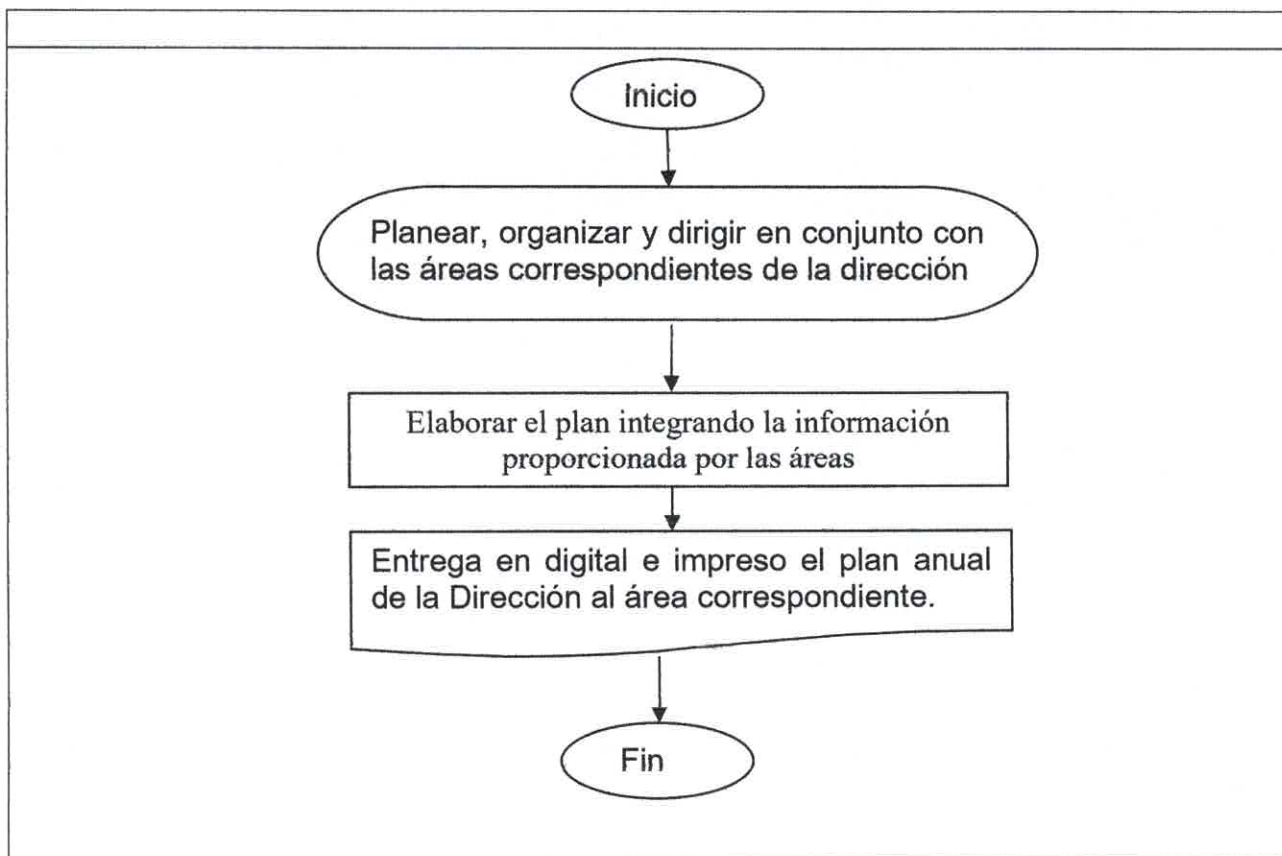 Inicio
Planear, organizar y dirigir en conjunto con
las áreas correspondientes de la dirección
Elaborar el plan integrando la información
proporcionada por las áreas
Entrega en digital e impreso el plan anual
de la Dirección al área correspondiente.
Fin